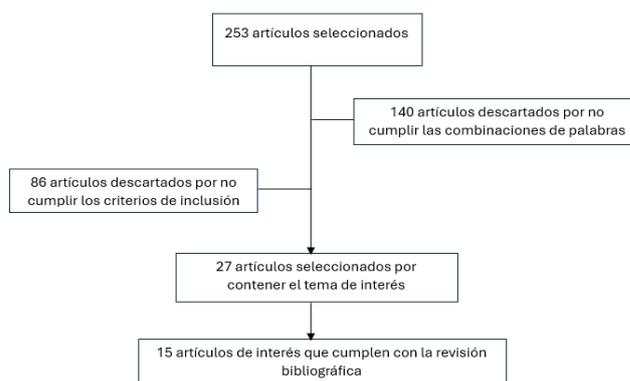 253 artículos seleccionados
140 artículos descartados por no
cumplir las combinaciones de palabras
86 artículos descartados por no
cumplir los criterios de inclusión
27 artículos seleccionados por
contener el tema de interés
15 artículos de interés que cumplen con la revisión
bibliográfica